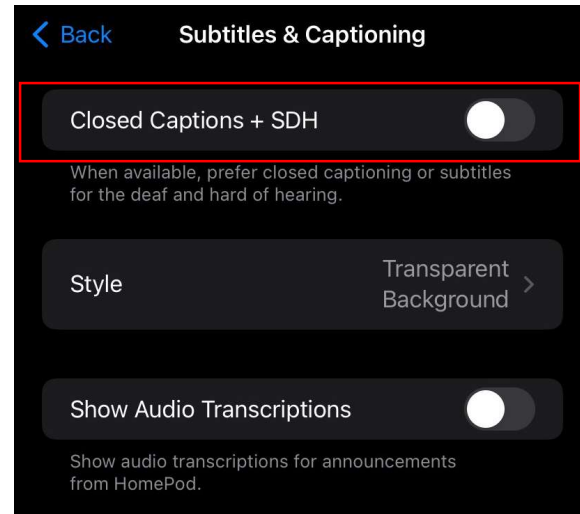 Back Subtitles & Captioning
Closed Captions + SDH
When available, prefer closed captioning or subtitles
for the deaf and hard of hearing.
Style
Transparent
Background
Show Audio Transcriptions
Show audio transcriptions for announcements
from HomePod.